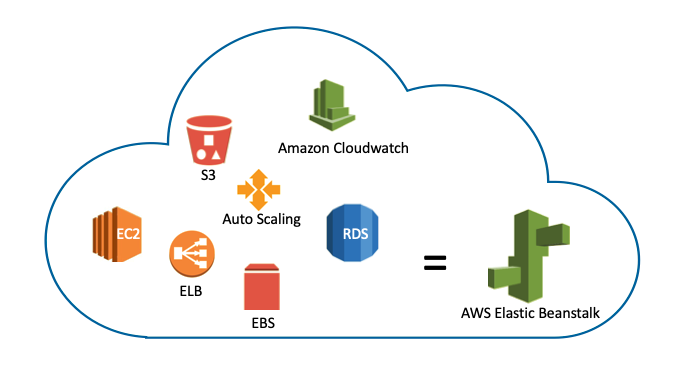 Amazon Cloudwatch
S3
Auto Scaling
EC2
RDS
ELB
=
EBS
AWS Elastic Beanstalk